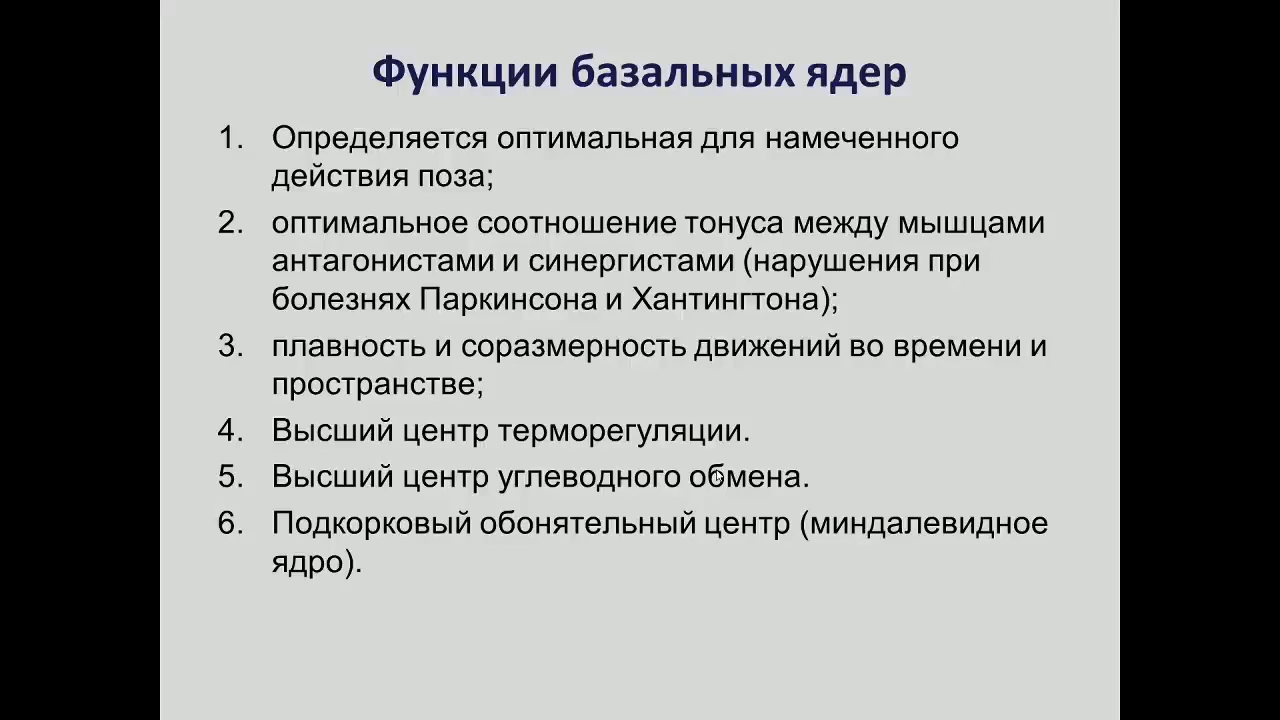 Функции базальных ядер
1. Определяется оптимальная для намеченного
действия поза;
2. оптимальное соотношение тонуса между мышцами
антагонистами и синергистами (нарушения при
болезнях Паркинсона и Хантингтона);
3. плавность и соразмерность движений во времени и
пространстве;
4. Высший центр терморегуляции.
5. Высший центр углеводного обмена.
6. Подкорковый обонятельный центр (миндалевидное
ядро).